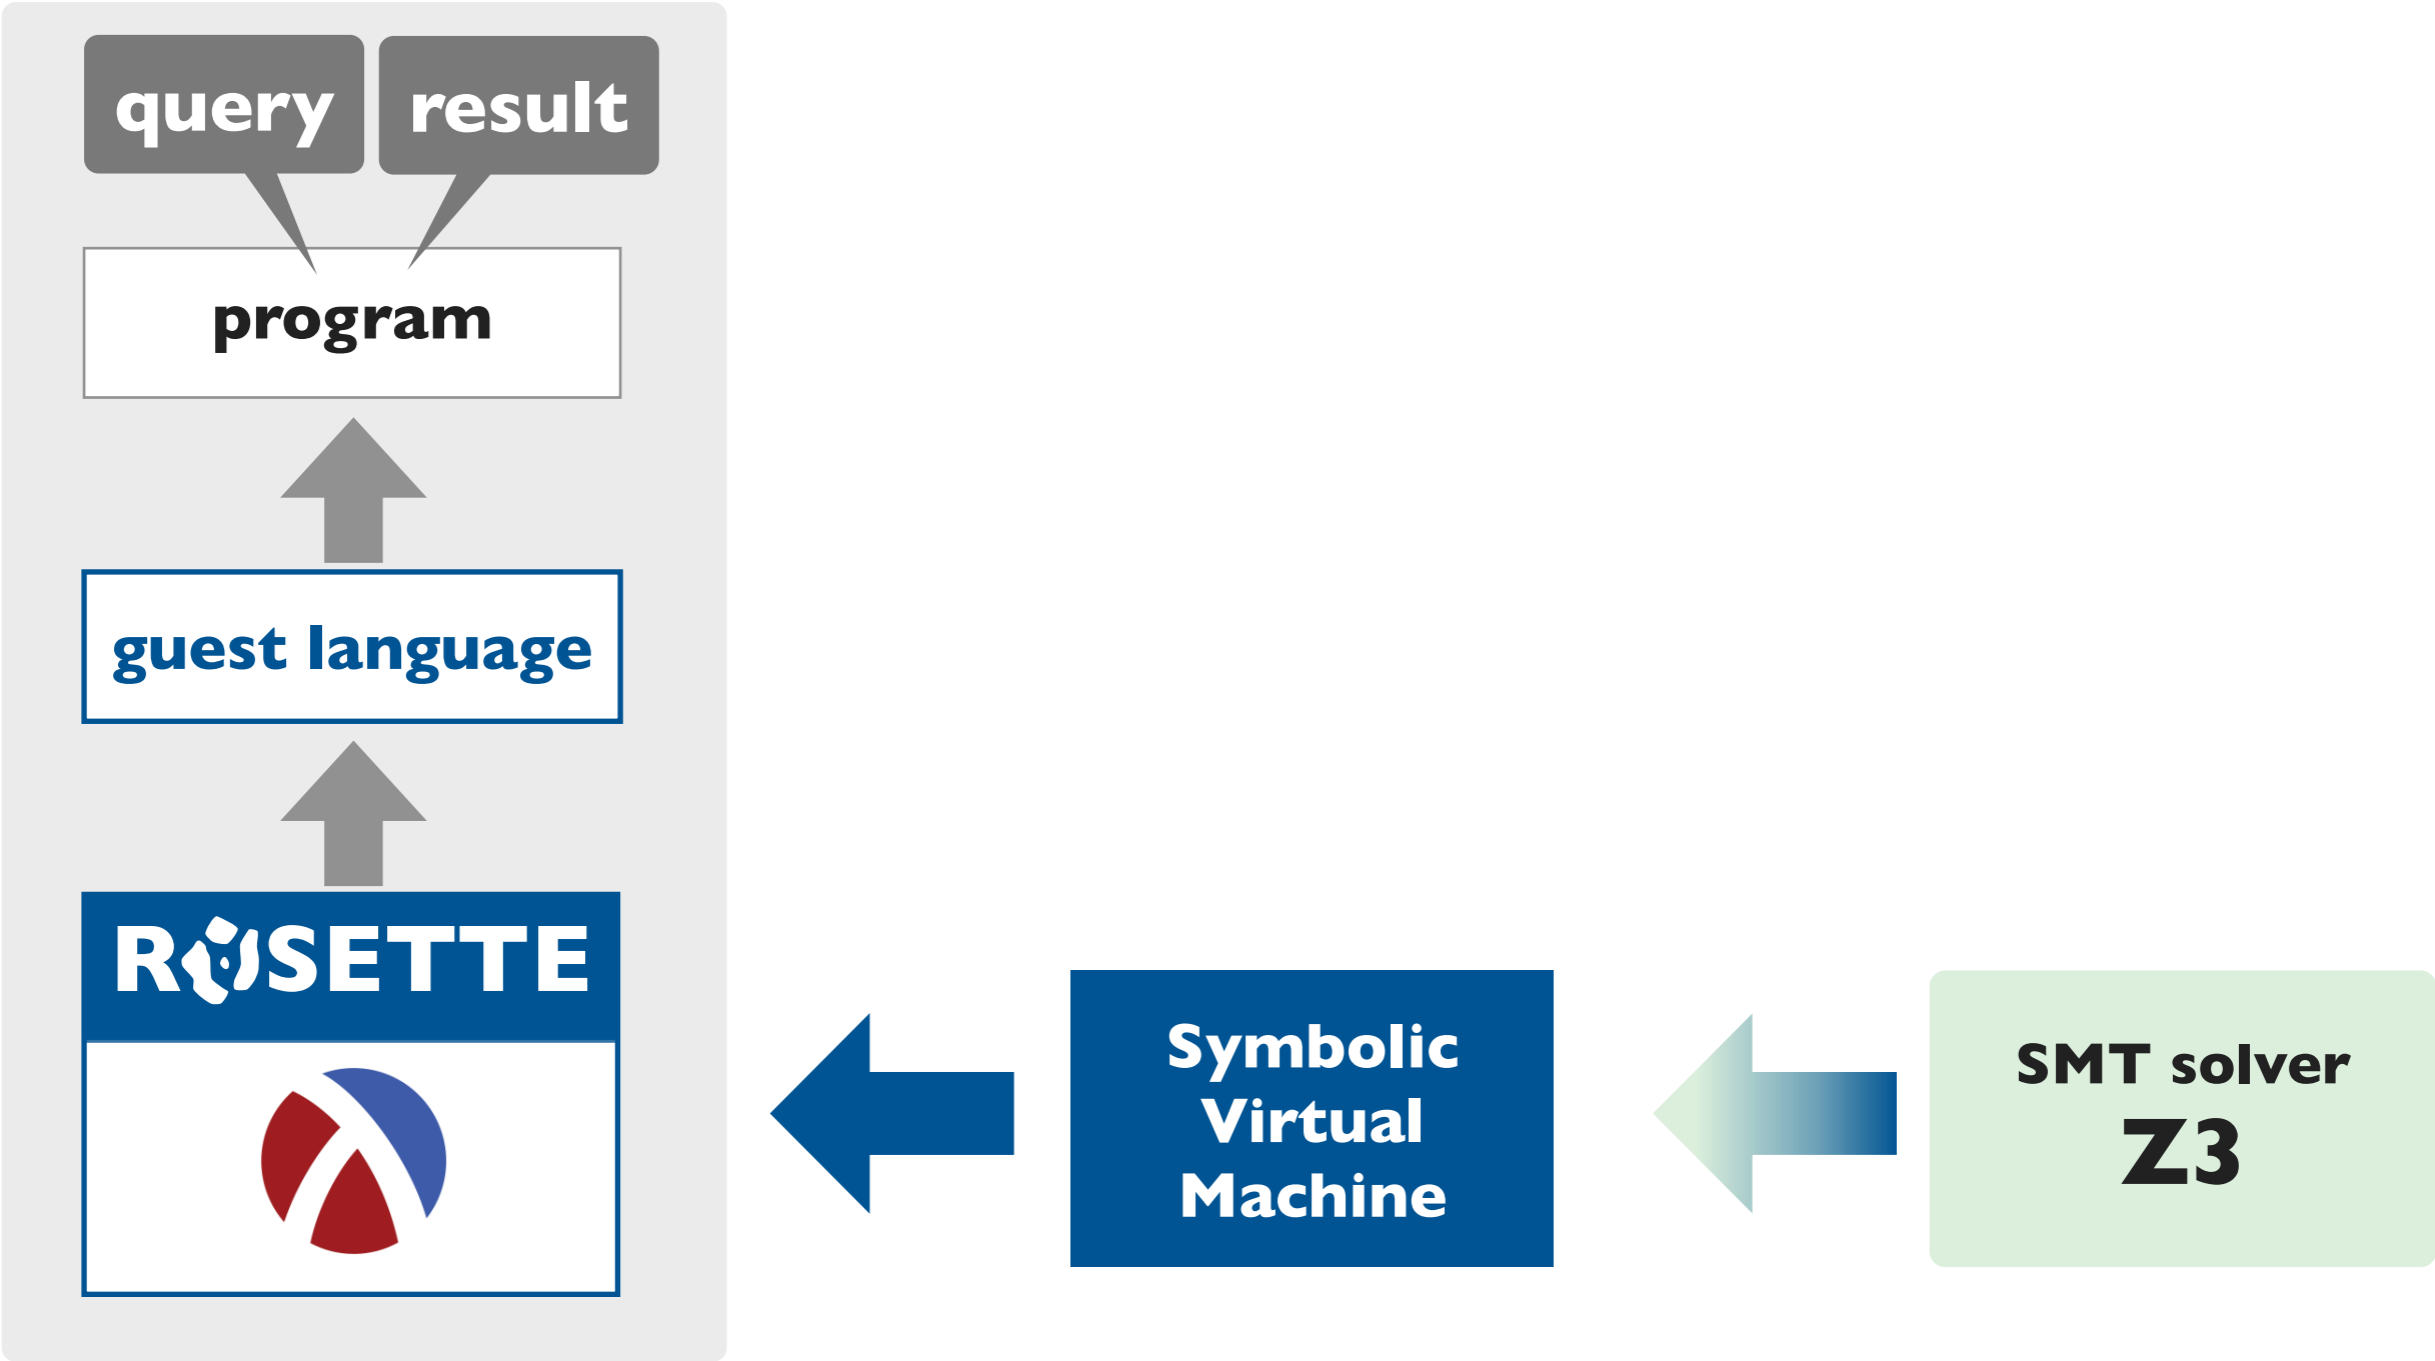 query
result
program
guest language
ROSETTE
Symbolic
Virtual
Machine
SMT solver
Z3